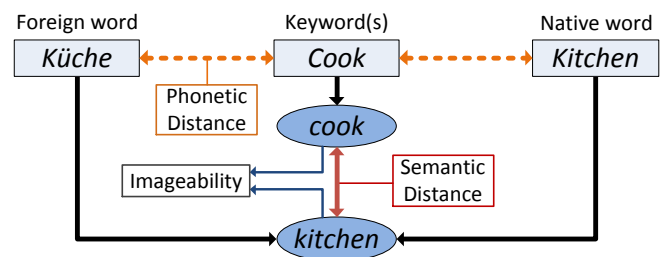 Foreign word
Keyword(s)
Native word
Küche
Cook
Kitchen
Phonetic
Distance
cook
Imageability
Semantic
Distance
kitchen